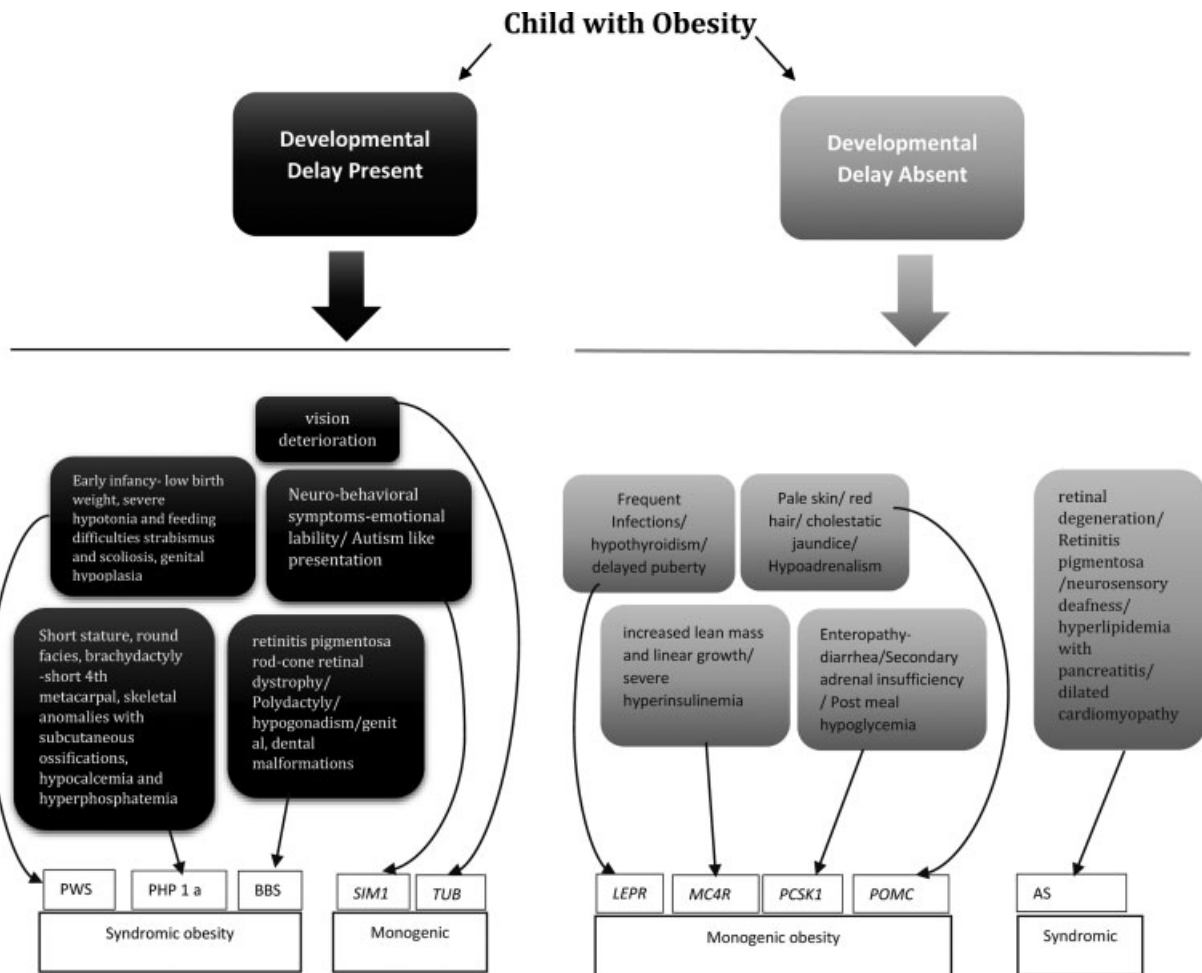 Child with Obesity
Developmental
Delay Present
Developmental
Delay Absent
vision
deterioration
Early infancy- low birth
weight, severe
hypotonia and feeding
difficulties strabismus
and scoliosis, genital
hypoplasia
Neuro-behavioral
symptoms-emotional
lability/ Autism like
presentation
Short stature, round
facies, brachydactyly
-short 4th
metacarpal, skeletal
anomalies with
subcutaneous
ossifications,
hypocalcemia and
hyperphosphatemia
retinitis pigmentosa
rod-cone retinal
dystrophy/
Polydactyly/
hypogonadism/genit
al, dental
malformations
Frequent
Infections/
hypothyroidism/
delayed puberty
Pale skin/ red
hair/ cholestatic
jaundice/
Hypoadrenalism
increased lean mass
and linear growth/
severe
hyperinsulinemia
Enteropathy-
diarrhea/Secondary
adrenal insufficiency
/ Post meal
hypoglycemia
retinal
degeneration/
Retinitis
pigmentosa
/neurosensory
deafness/
hyperlipidemia
with
pancreatitis/
dilated
cardiomyopathy
PWS
PHP 1 a
BBS
SIM1
TUB
LEPR
MC4R
PCSK1
POMC
AS
Syndromic obesity
Monogenic
Monogenic obesity
Syndromic